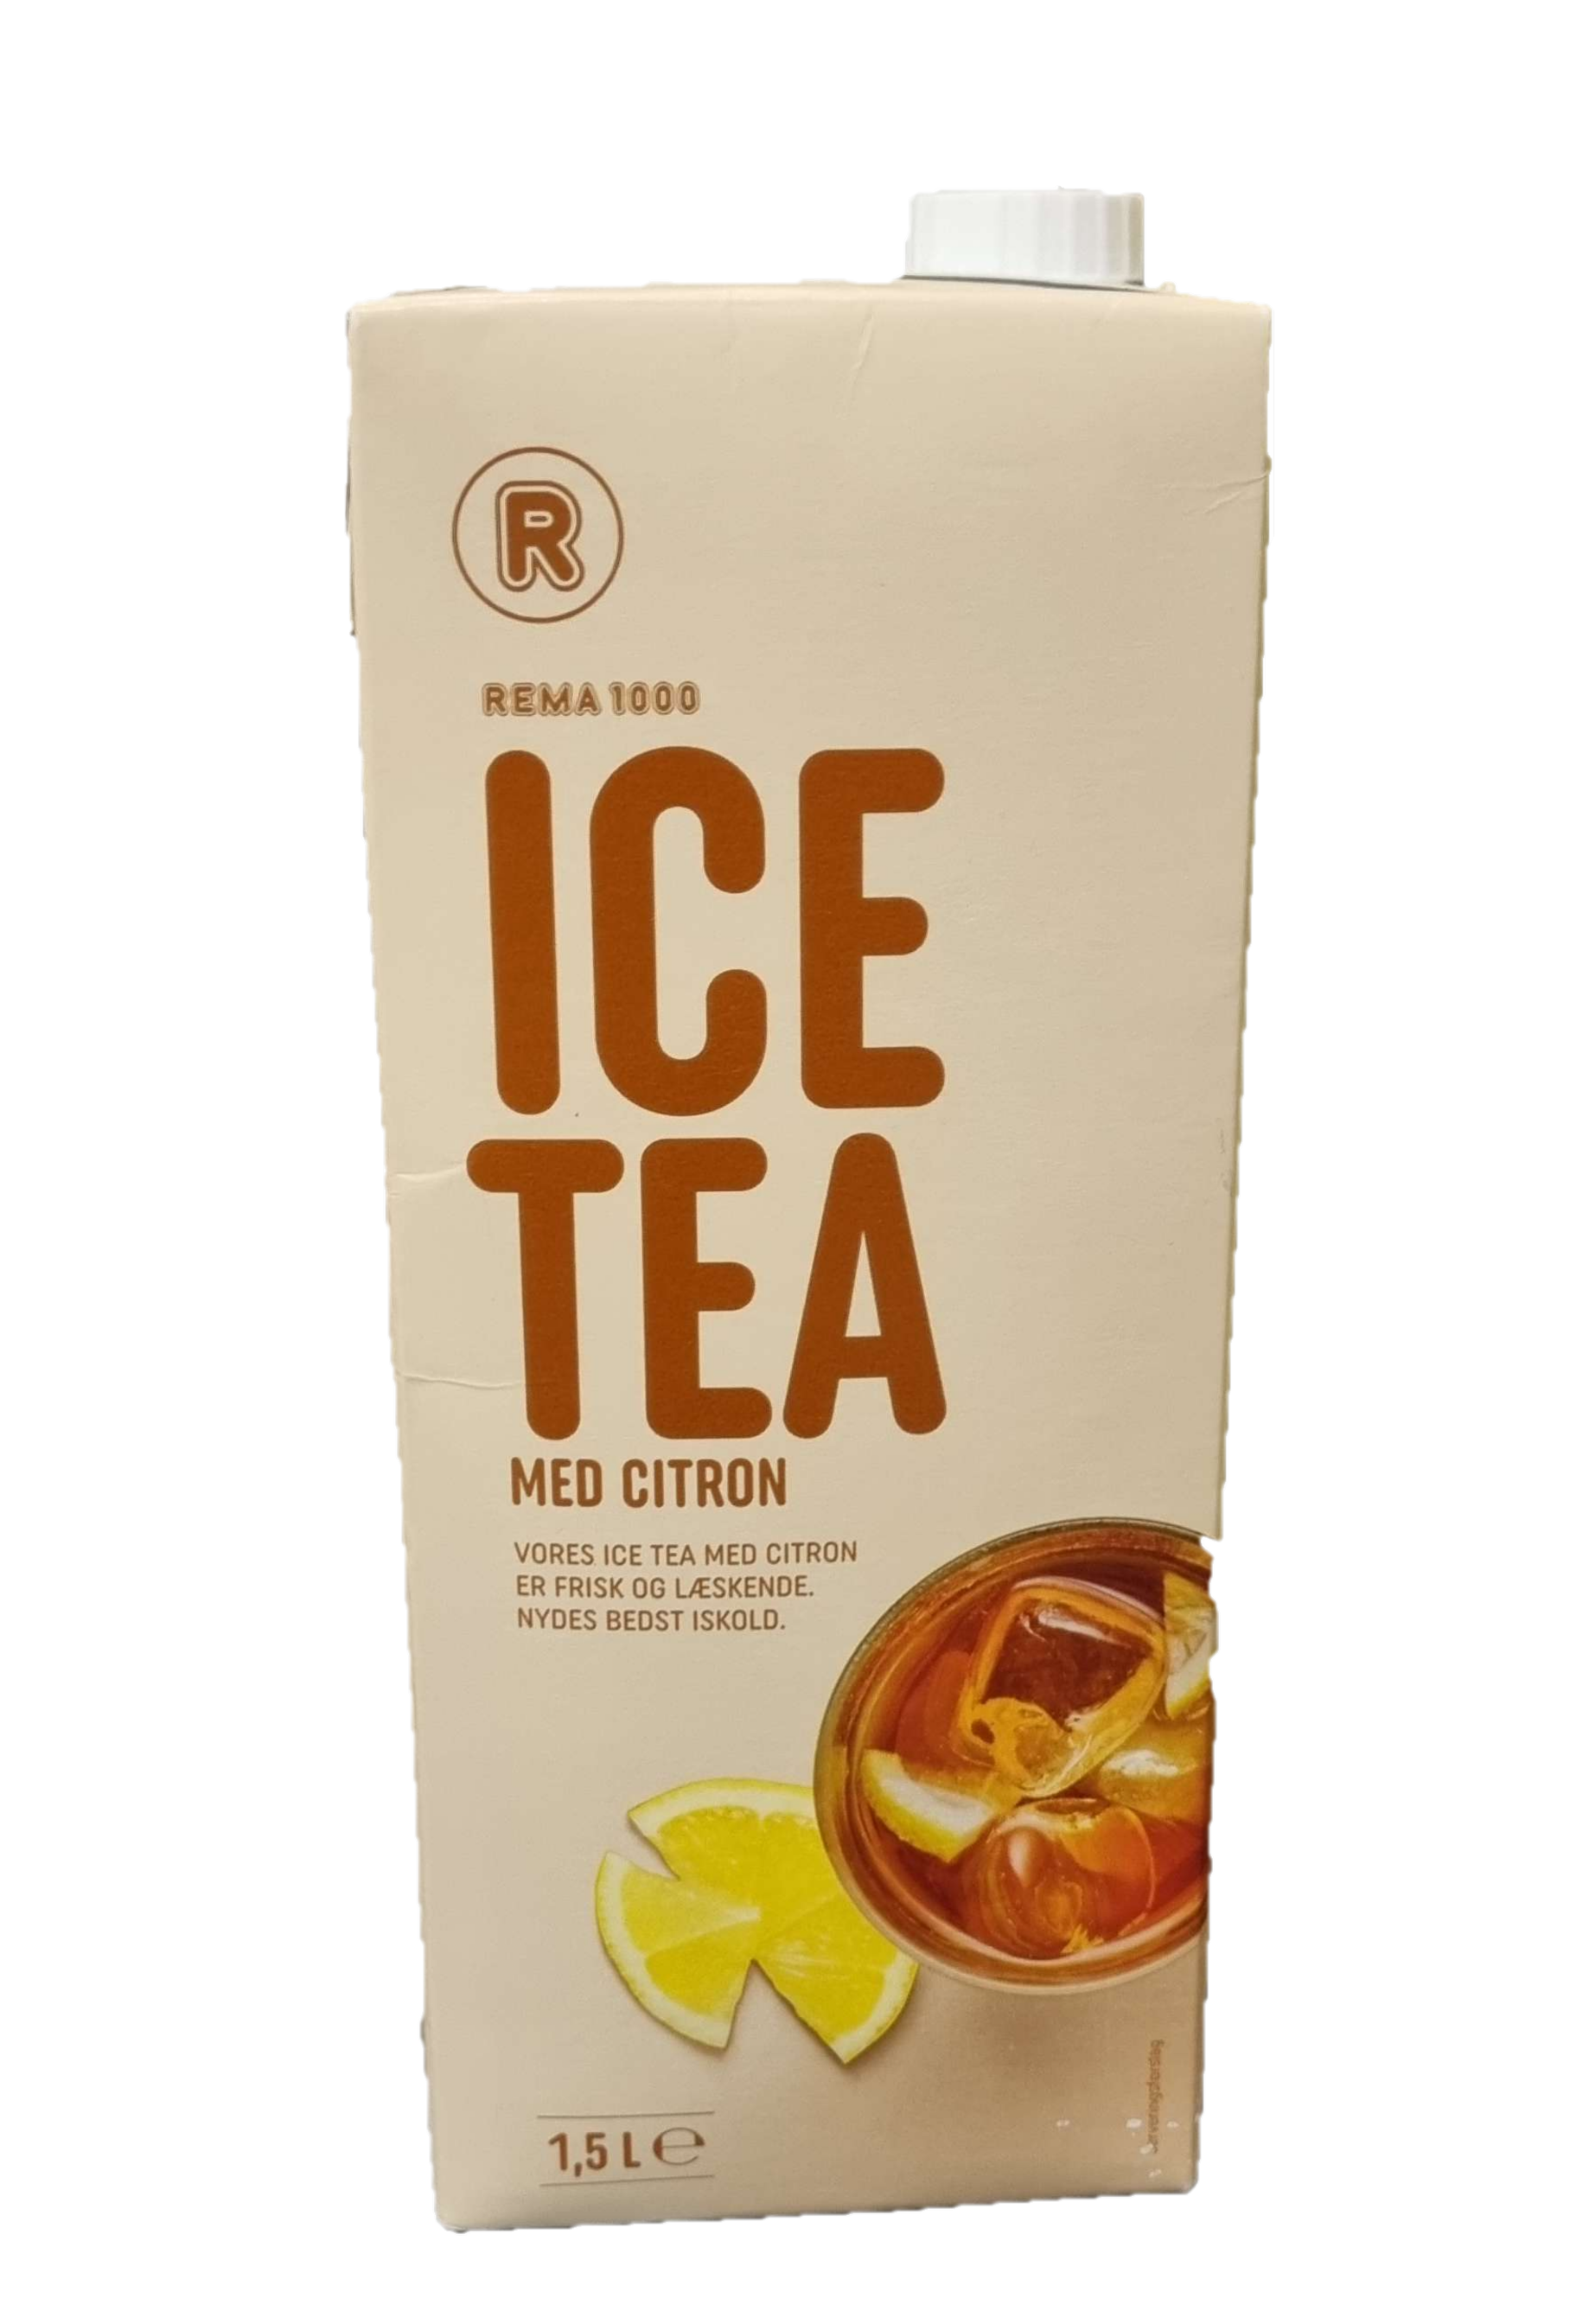 R
REMA 1000
ICE
TEA
MED CITRON
VORES ICE TEA MED CITRON
ER FRISK OG LÆSKENDE.
NYDES BEDST ISKOLD.
1,5 L ℮